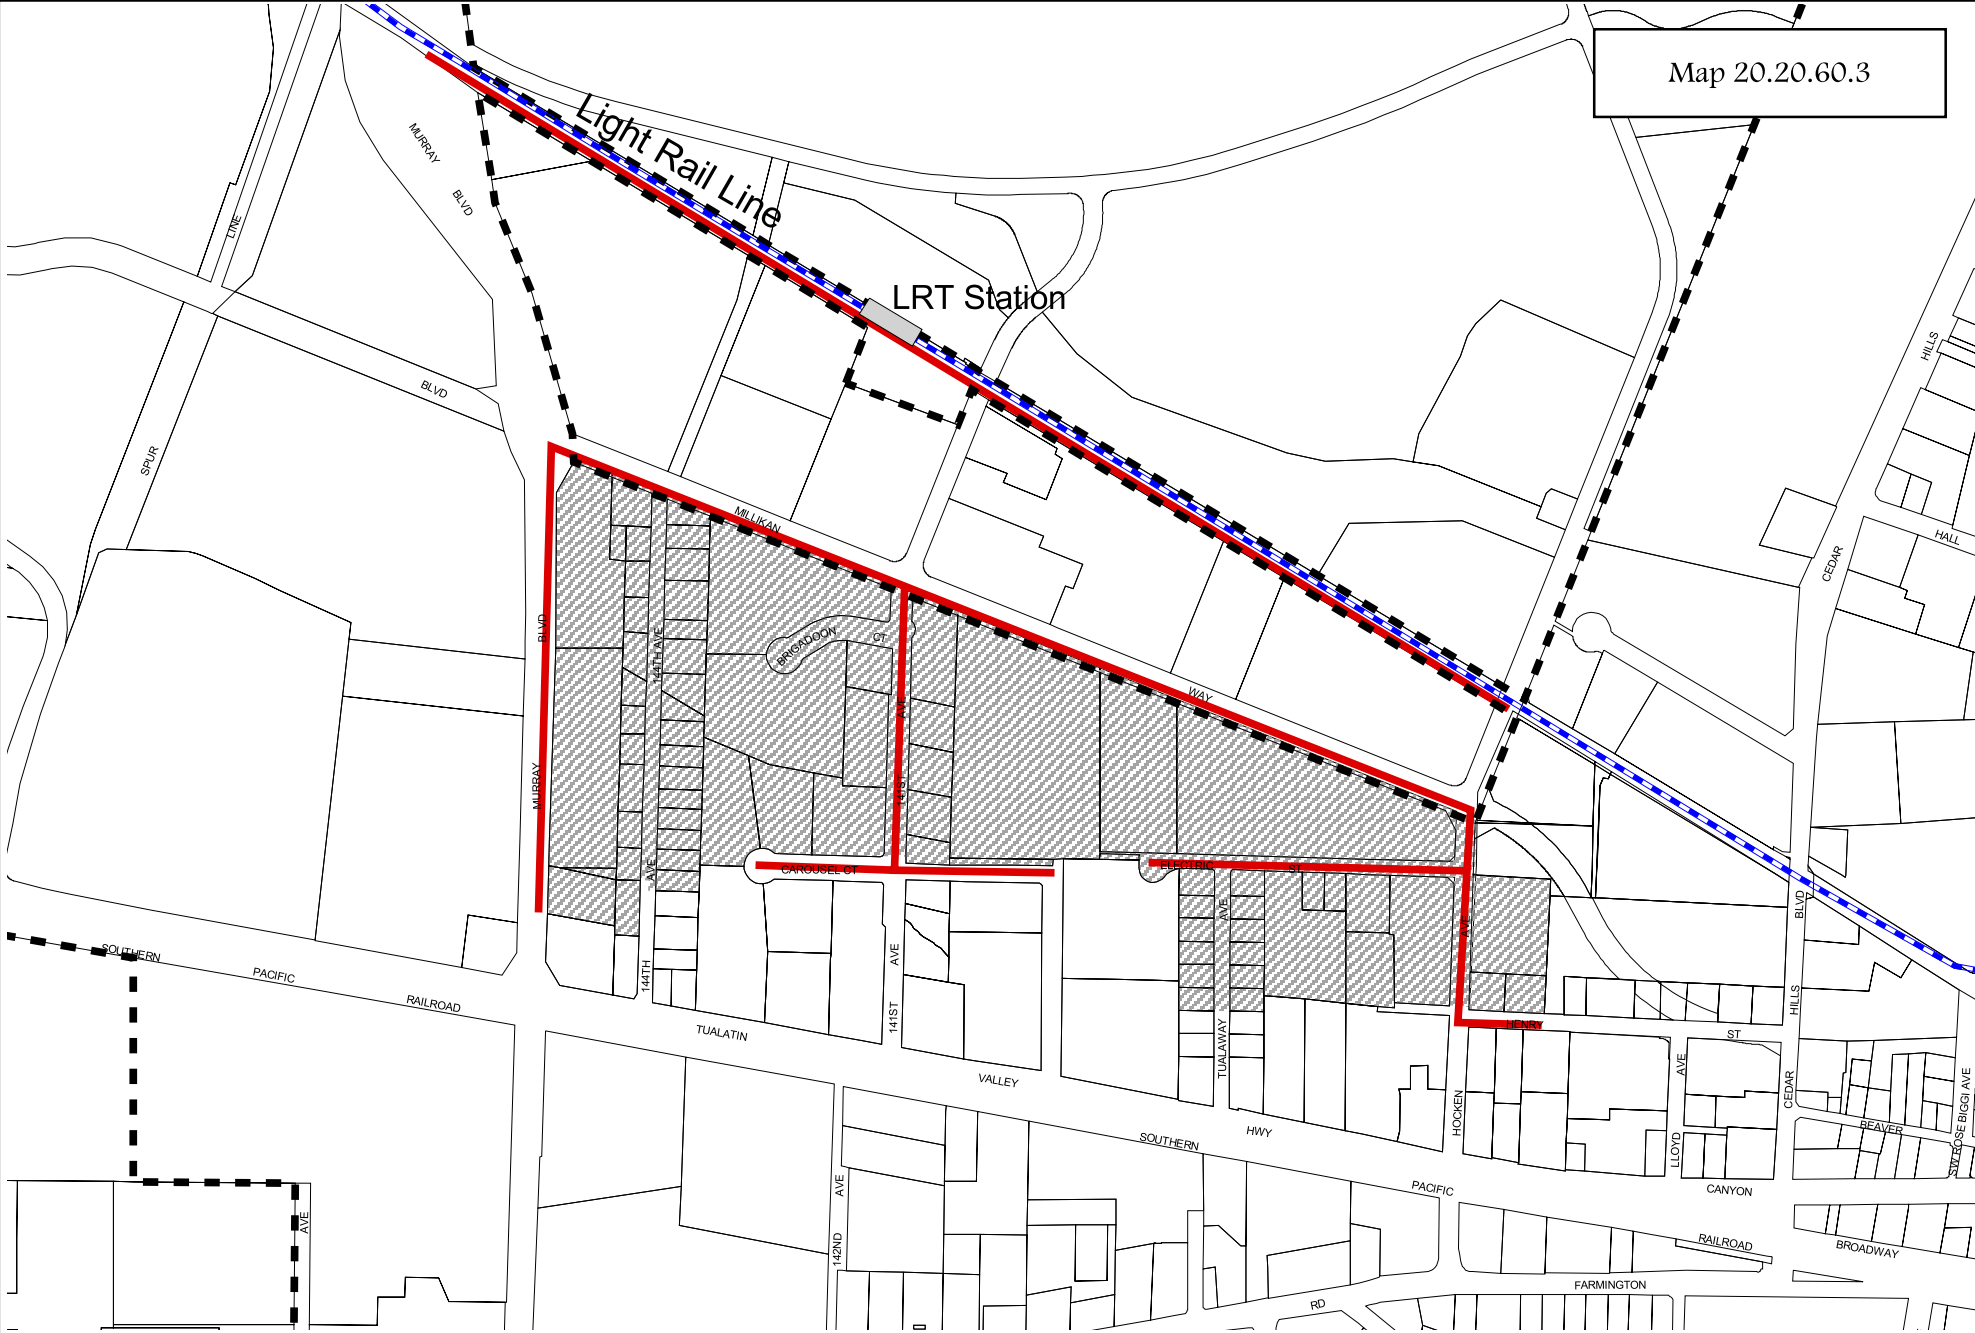 Map 20.20.60.3
Light Rail Line
MURRAY
BLVD
LINE
LRT Station
HILLS
BLVD
SPUR
MILLIKAN
HALL
CEDAR
BLVD
BRIGADOON
CT
144TH AVE
WAY
AVE
MURRAY
141ST
CAROUSEL CT
ELECTRIC
ST
AVE
AVE
AVE
BLVD
SOUTHERN
PACIFIC
RAILROAD
144TH
AVE
141ST
TUALATIN
VALLEY
TUALAWAY
HENRY
ST
HILLS
AVE
CEDAR
HOCKEN
LLOYD
HWY
SOUTHERN
PACIFIC
BEAVER
SW ROSE BIGGI AVE
CANYON
AVE
AVE
142ND
RAILROAD
BROADWAY
FARMINGTON
RD